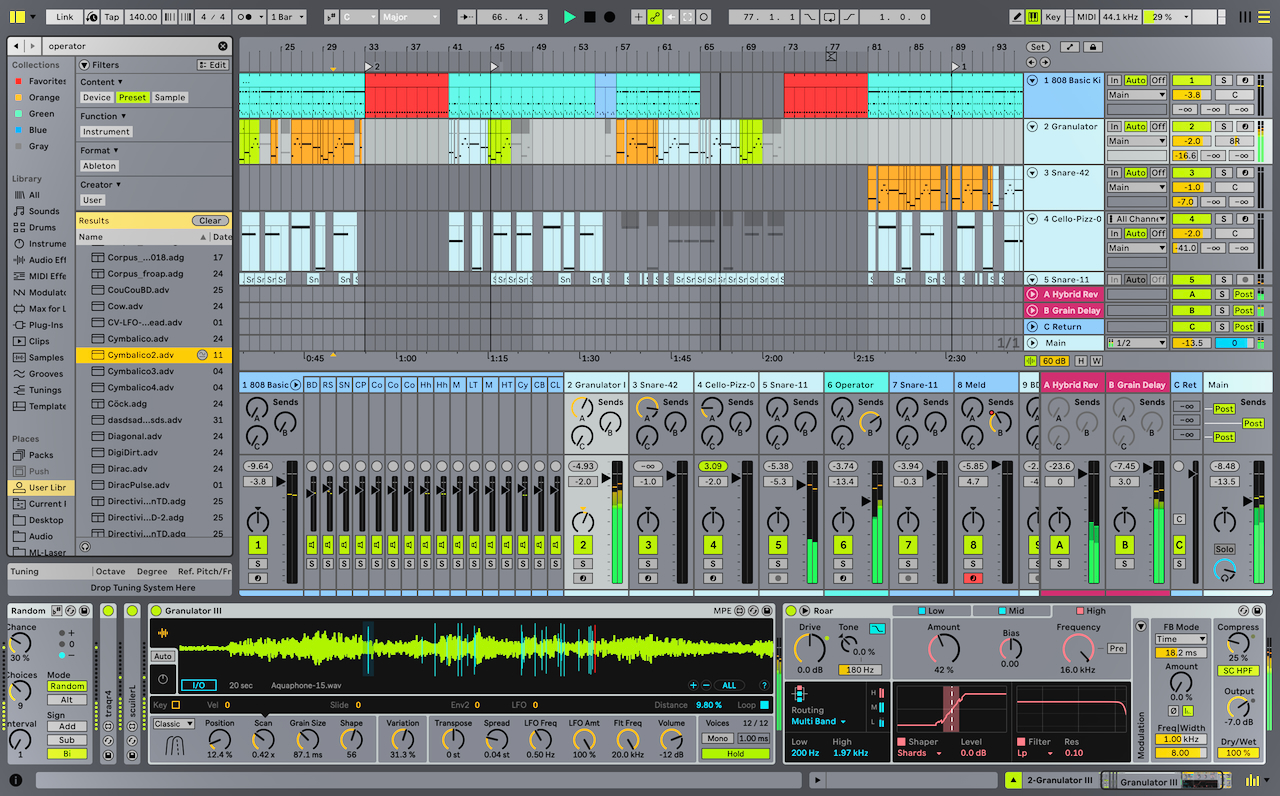 Link Tap 140.00 4 / 4 1 Bar C Major 66. 4. 3 77. 1. 1 1. 0. 0 Key MIDI 44.1 kHz 29 %
operator
Collections
Favorites
Orange
Green
Blue
Gray
Library
All
Sounds
Drums
Instrume
Audio Eff
MIDI Effe
Modulato
Max for L
Plug-Ins
Clips
Samples
Grooves
Tunings
Template
Places
Packs
Push
User Libr
Current P
Desktop
Audio
ML-Laser
Filters Edit
Content
Device Preset Sample
Function
Instrument
Format
Ableton
Creator
User
Results Clear
Name Date
Corpus_...018.adg 17
Corpus_froap.adg 24
CouCouBD.adv 25
Cow.adv 24
CV-LFO-...ead.adv 01
Cymbalico.adv 24
Cymbalico2.adv 11
Cymbalico3.adv 04
Cymbalico4.adv 04
Cöck.adg 24
dasdsad...sds.adv 31
Diagonal.adv 24
DigiDirt.adv 24
Dirac.adv 24
DiracPulse.adv 01
Directivi...nTD.adg 25
Directivi...D-2.adg 25
Directivi...nTD.adg 25
Tuning Octave Degree Ref. Pitch/Fr
Drop Tuning System Here
25 29 33 37 41 45 49 53 57 61 65 69 73 77 81 85 89 93
2 1
Set
1 808 Basic Ki In Auto Off 1 S
Main -3.8 C
-∞ -∞
2 Granulator In Auto Off 2 S
Main -2.0 8R
-16.6 -∞ -∞
3 Snare-42 In Auto Off 3 S
Main -1.0 C
-7.0 -∞ -∞
4 Cello-Pizz-0 All Channe 4 S
In Auto Off -2.0 C
Main -41.0 -∞ -∞
5 Snare-11 In Auto Off 5 S
A Hybrid Rev A S Post
B Grain Delay B S Post
C Return C S Post
Main 1/2 -13.5 0
1/1
0:45 1:00 1:15 1:30 1:45 2:00 2:15 2:30
60 dB H W
1 808 Basic BD RS SN CP Co Co Co Hh Hh M LT M HT Cy CB CL 2 Granulator I 3 Snare-42 4 Cello-Pizz-0 5 Snare-11 6 Operator 7 Snare-11 8 Meld 9 BD A Hybrid Rev B Grain Delay C Ret Main
Sends Sends Sends Sends Sends Sends Sends Sends Sends Sends Sends
A A A A A A A A A A -∞ Post
B B B B B B B B B B -∞ Post
C C C C C C C C C C -∞ Post
-9.64 -4.93 -∞ 3.09 -5.38 -3.74 -3.94 -5.85 -23.6 -7.45 -8.48
-3.8 -2.0 -1.0 -2.0 -5.3 -13.4 -0.3 4.7 0 3.0 -13.5
C
1 2 3 4 5 6 7 8 9 A B C Solo
S S S S S S S S S S S S
Random
Chance
30 %
Choices
9
Interval
1
+
0
-
Mode
Random
Alt
Sign
Add
Sub
Bi
traqr4
scuilerL
Granulator III MPE
Auto
I/O 20 sec Aquaphone-15.wav + − ALL ?
Key Vel 0 Slide 0 Env2 0 LFO 0 Distance 9.80 % Loop
Classic Position Scan Grain Size Shape Variation Transpose Spread LFO Freq LFO Amt Flt Freq Volume Voices 12 / 12
Mono 1.00 ms
12.4 % 0.42 x 87.1 ms 56 31.3 % 0 st 0.04 st 0.50 Hz 100 % 20.0 kHz -12 dB Hold
Roar
Drive Tone
0.0 %
0.0 dB 180 Hz
Routing
Multi Band
Low High
200 Hz 1.97 kHz
H
M
L
Low Mid High
Amount Bias Frequency
42 % 0.00 16.0 kHz Pre
Shaper Level
Shards 0.0 dB
Filter Res
Lp 0.10
Modulation
FB Mode
Time
18.2 ms
Amount
0.0 %
Ø
Freq|Width
1.00 kHz
8.00
Compress
25 %
SC HPF
Output
-7.0 dB
Dry/Wet
100 %
2-Granulator III Granulator III